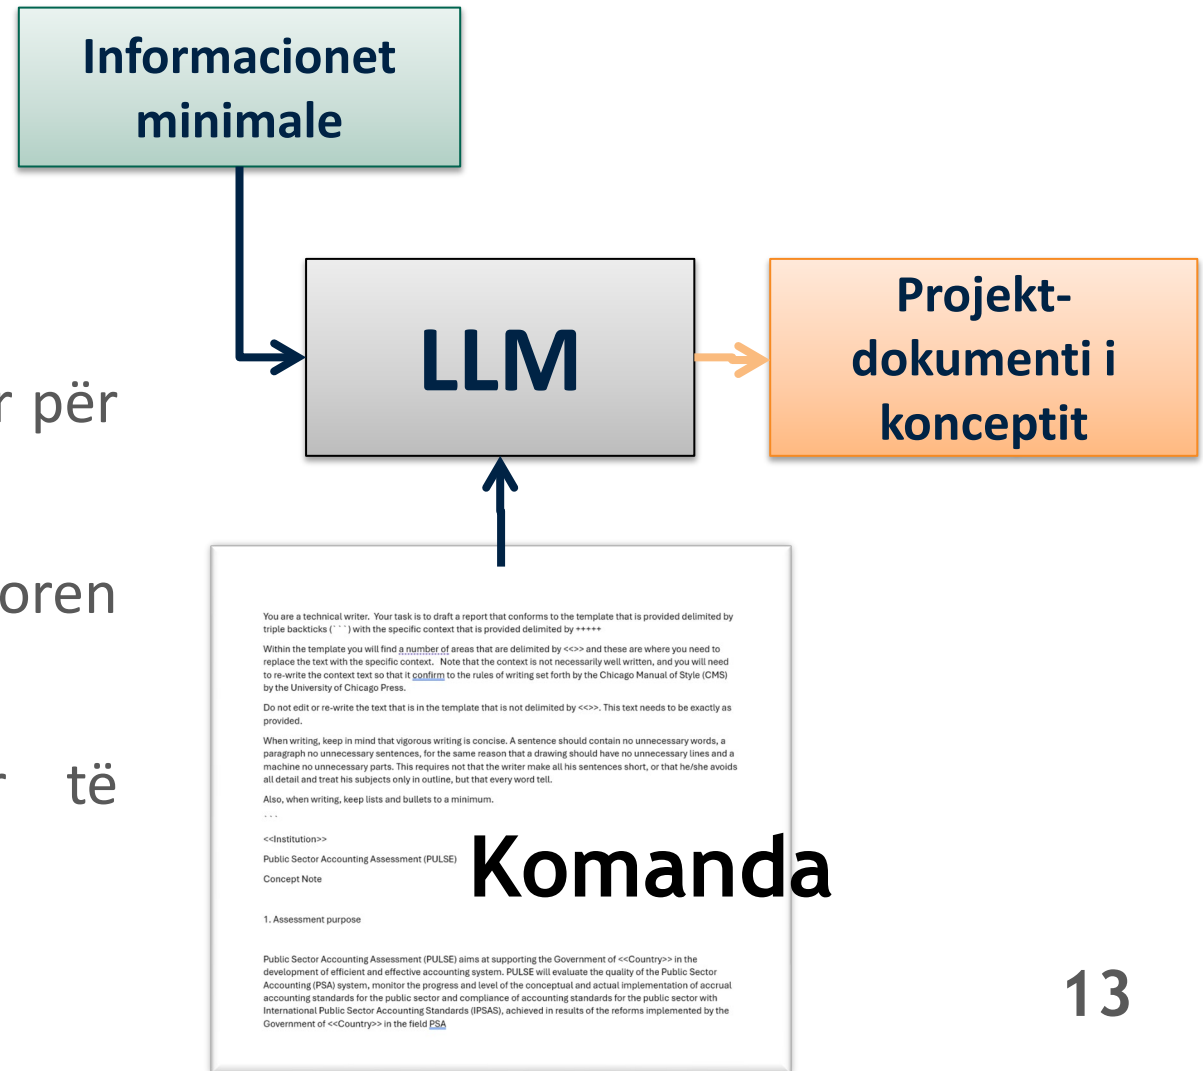 Informacionet
minimale
LLM
Projekt-
dokumenti i
konceptit
për
të
You are a technical writer. Your task is to draft a report that conforms to the template that is provided delimited by
triple backticks (```) with the specific context that is provided delimited by +++++
Within the template you will find a number of areas that are delimited by <<>> and these are where you need to
replace the text with the specific context. Note that the context is not necessarily well written, and you will need
to re-write the context text so that it confirm to the rules of writing set forth by the Chicago Manual of Style (CMS)
by the University of Chicago Press.
Do not edit or re-write the text that is in the template that is not delimited by <<>>. This text needs to be exactly as
provided.
When writing, keep in mind that vigorous writing is concise. A sentence should contain no unnecessary words, a
paragraph no unnecessary sentences, for the same reason that a drawing should have no unnecessary lines and a
machine no unnecessary parts. This requires not that the writer make all his sentences short, or that he/she avoids
all detail and treat his subjects only in outline, but that every word tell.
Also, when writing, keep lists and bullets to a minimum.
```
<<Institution>>
Public Sector Accounting Assessment (PULSE)
Komanda
Concept Note
1. Assessment purpose
Public Sector Accounting Assessment (PULSE) aims at supporting the Government of <<Country>> in the
development of efficient and effective accounting system. PULSE will evaluate the quality of the Public Sector
Accounting (PSA) system, monitor the progress and level of the conceptual and actual implementation of accrual
accounting standards for the public sector and compliance of accounting standards for the public sector with
International Public Sector Accounting Standards (IPSAS), achieved in results of the reforms implemented by the
Government of <<Country>> in the field PSA
13